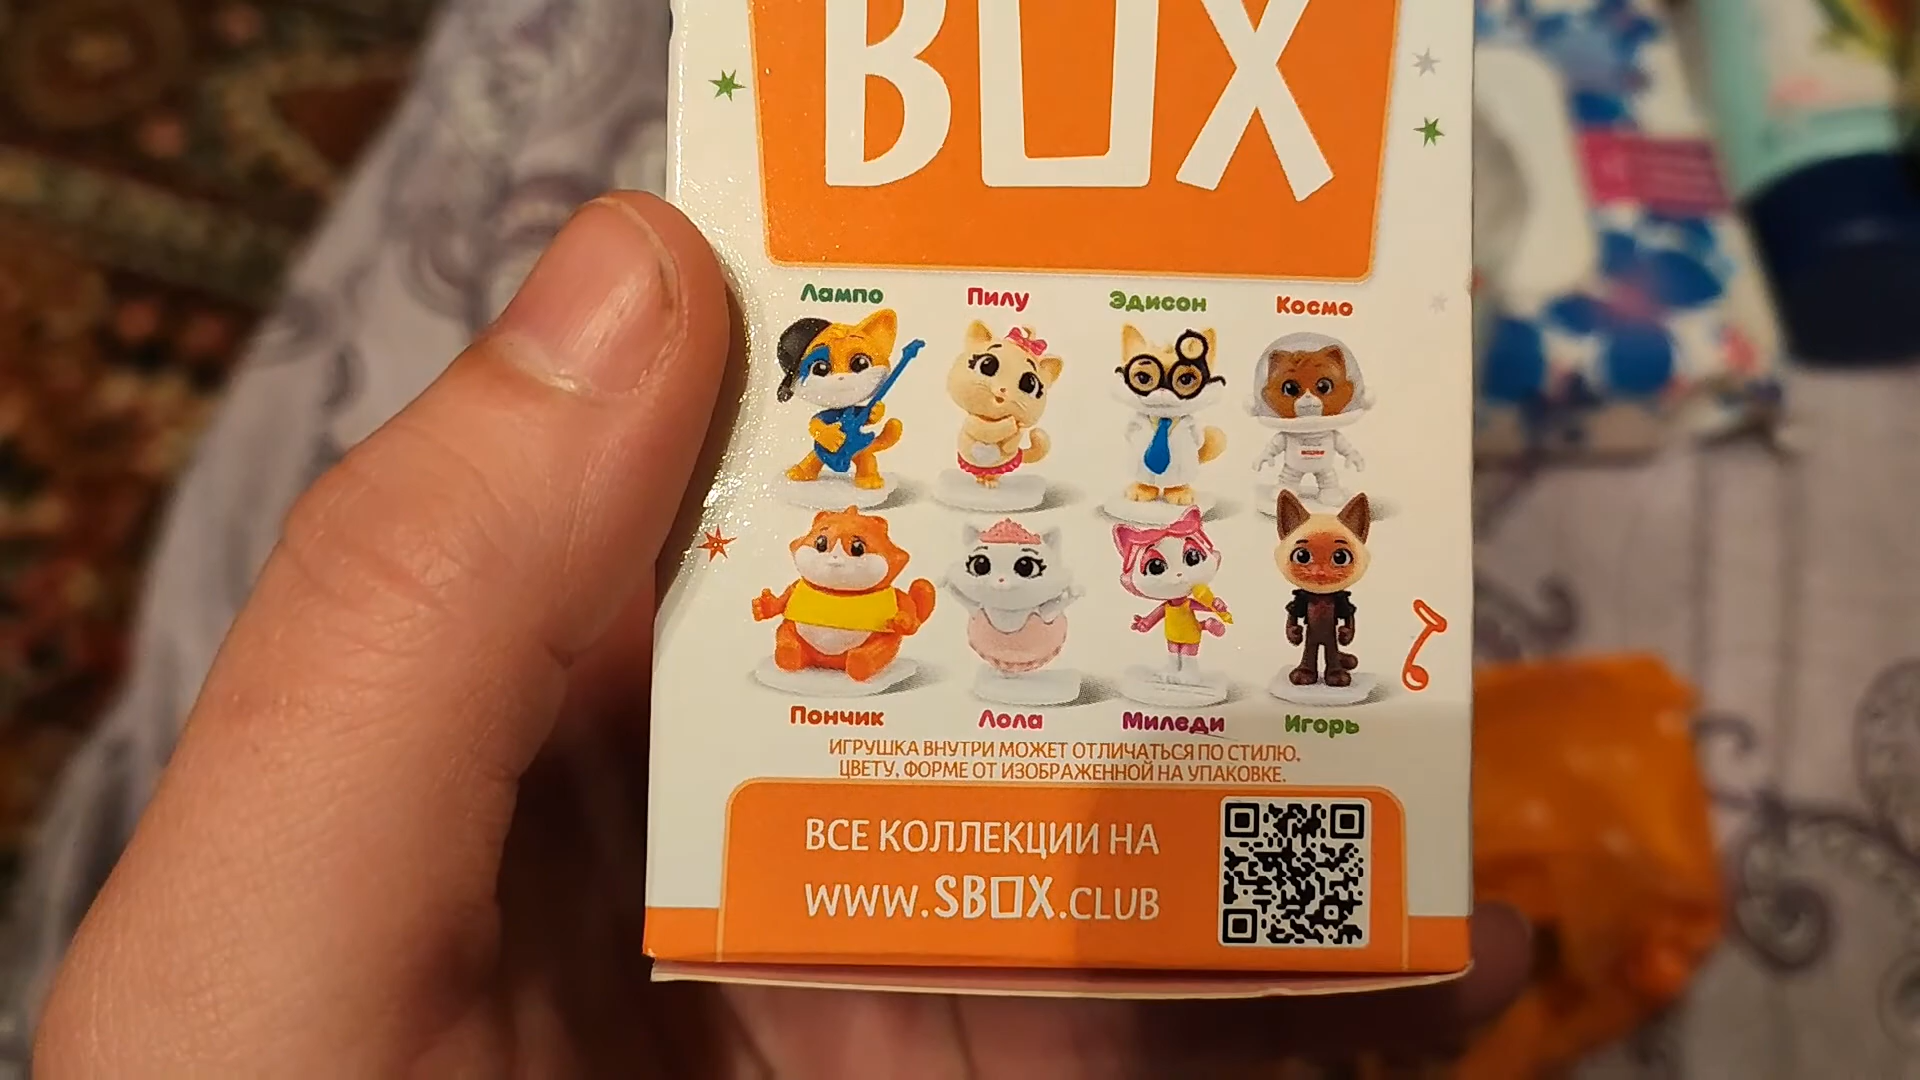 BOX
Лампо Пилу Эдисон Космо
Пончик Лола Миледи Игорь
ИГРУШКА ВНУТРИ МОЖЕТ ОТЛИЧАТЬСЯ ПО СТИЛЮ,
ЦВЕТУ, ФОРМЕ ОТ ИЗОБРАЖЕННОЙ НА УПАКОВКЕ.
ВСЕ КОЛЛЕКЦИИ НА
WWW.SBOX.CLUB